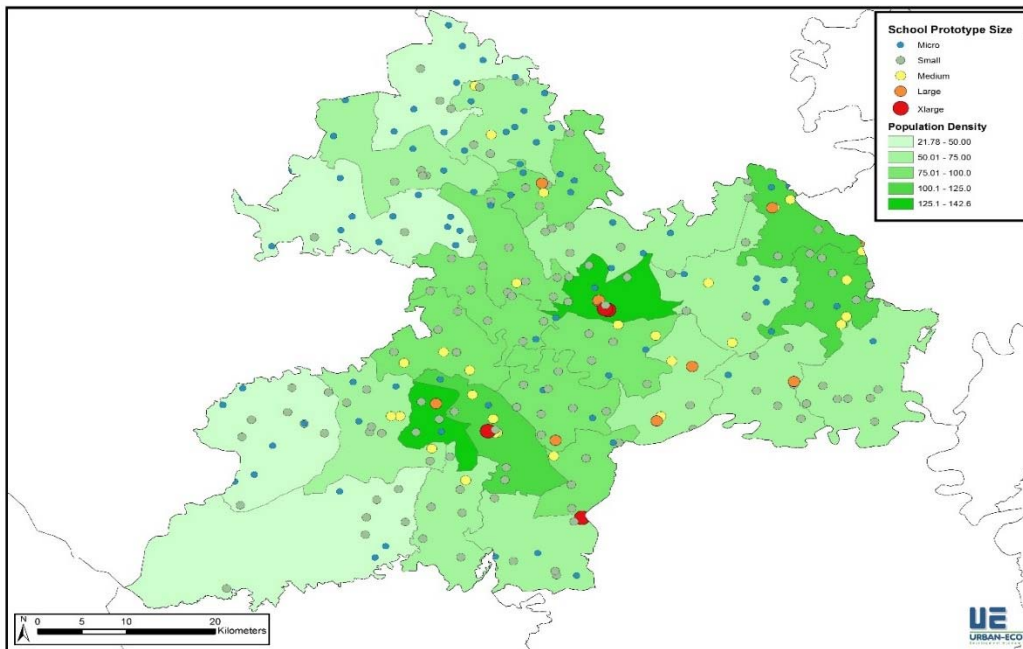 School Prototype Size
Micro
Small
Medium
Large
Xlarge
Population Density
21.78 - 50.00
50.01 - 75.00
75.01 - 100.0
100.1 - 125.0
125.1 - 142.6
N
0 5 10 20
Kilometers
UE
URBAN-ECO